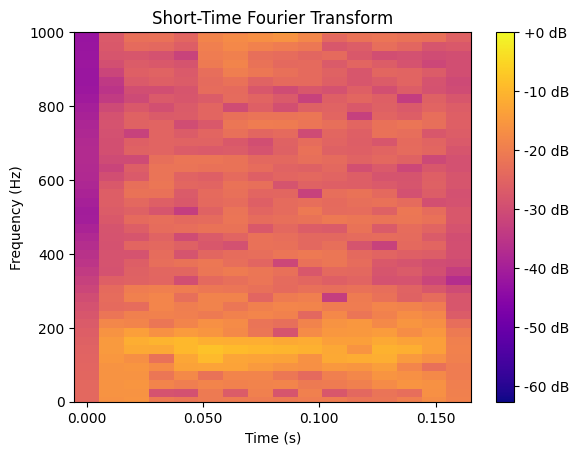 Short-Time Fourier Transform
Frequency (Hz)
1000
800
600
400
200
0
0.000
0.050
0.100
0.150
Time (s)
+0 dB
-10 dB
-20 dB
-30 dB
-40 dB
-50 dB
-60 dB